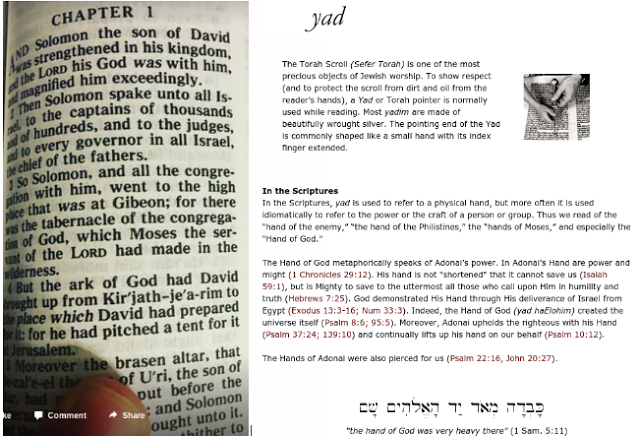 CHAPTER 1
AND Solomon the son of David
was strengthened in his kingdom,
and the LORD his God was with him,
and magnified him exceedingly.
2 Then Solomon spake unto all Is-
rael, to the captains of thousands
and of hundreds, and to the judges,
and to every governor in all Israel,
the chief of the fathers.
3 So Solomon, and all the congre-
gation with him, went to the high
place that was at Gibeon; for there
was the tabernacle of the congrega-
tion of God, which Moses the ser-
vant of the LORD had made in the
wilderness.
4 But the ark of God had David
brought up from Kir'jath-je'a-rim to
the place which David had prepared
for it: for he had pitched a tent for it
at Jerusalem.
5 Moreover the brasen altar, that
of U'ri, the son of
put before the
and Solomon
ought unto it.
thither to
Comment Share
yad
The Torah Scroll (Sefer Torah) is one of the most
precious objects of Jewish worship. To show respect
(and to protect the scroll from dirt and oil from the
reader's hands), a Yad or Torah pointer is normally
used while reading. Most yadim are made of
beautifully wrought silver. The pointing end of the Yad
is commonly shaped like a small hand with its index
finger extended.
In the Scriptures
In the Scriptures, yad is used to refer to a physical hand, but more often it is used
idiomatically to refer to the power or the craft of a person or group. Thus we read of the
"hand of the enemy," "the hand of the Philistines," the "hands of Moses," and especially the
"Hand of God."
The Hand of God metaphorically speaks of Adonai's power. In Adonai's Hand are power and
might (1 Chronicles 29:12). His hand is not "shortened" that it cannot save us (Isaiah
59:1), but is Mighty to save to the uttermost all those who call upon Him in humility and
truth (Hebrews 7:25). God demonstrated His Hand through His deliverance of Israel from
Egypt (Exodus 13:3-16; Num 33:3). Indeed, the Hand of God (yad haElohim) created the
universe itself (Psalm 8:6; 95:5). Moreover, Adonai upholds the righteous with his Hand
(Psalm 37:24; 139:10) and continually lifts up his hand on our behalf (Psalm 10:12).
The Hands of Adonai were also pierced for us (Psalm 22:16, John 20:27).
כָּבְדָה מְאֹד יַד הָאֱלֹהִים שָׁם
"the hand of God was very heavy there" (1 Sam. 5:11)